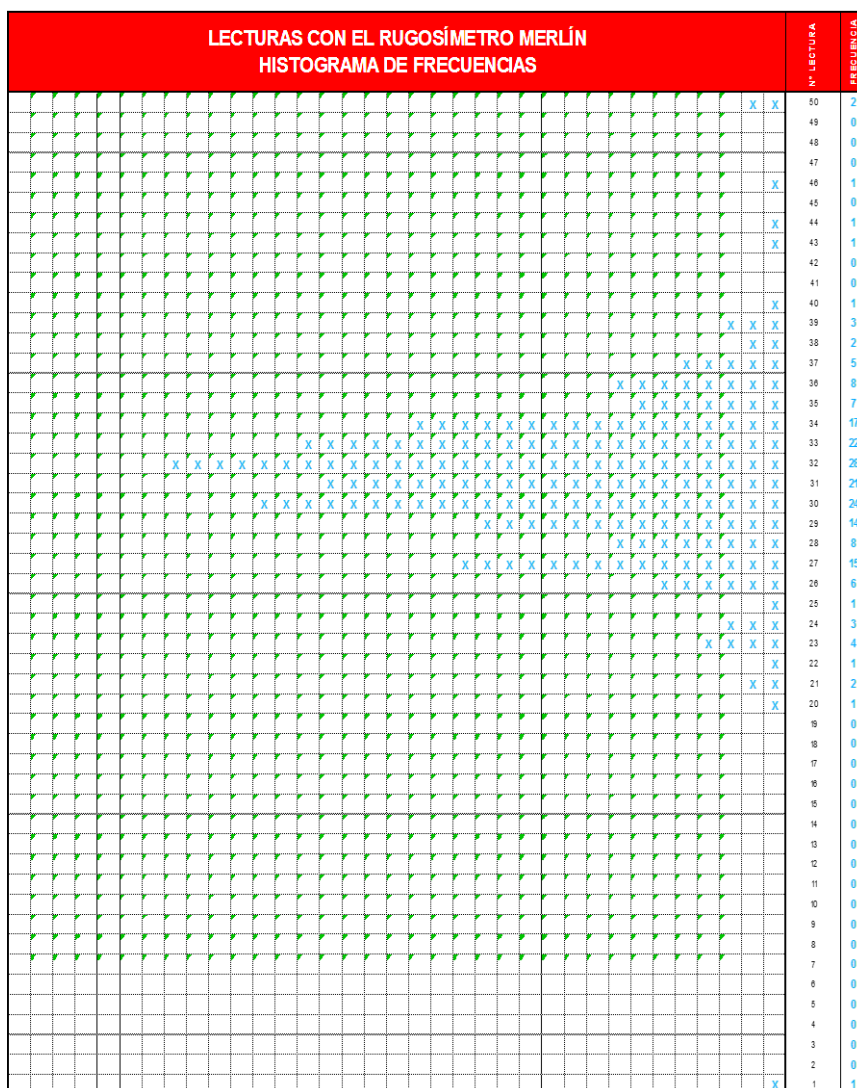 LECTURAS CON EL RUGOSÍMETRO MERLÍN
HISTOGRAMA DE FRECUENCIAS
N° LECTURA
FRECUENCIA
X X 50 2
49 0
48 0
47 0
X 46 1
45 0
X 44 1
X 43 1
42 0
41 0
X 40 1
X X X 39 3
X X 38 2
X X X X X 37 5
X X X X X X X X 36 8
X X X X X X X 35 7
X X X X X X X X X X X X X X X X X 34 17
X X X X X X X X X X X X X X X X X X X X X X 33 22
X X X X X X X X X X X X X X X X X X X X X X X X X X X X 32 28
X X X X X X X X X X X X X X X X X X X X X 31 21
X X X X X X X X X X X X X X X X X X X X X X X X 30 24
X X X X X X X X X X X X X X 29 14
X X X X X X X X 28 8
X X X X X X X X X X X X X X X 27 15
X X X X X X 26 6
X 25 1
X X X 24 3
X X X X 23 4
X 22 1
X X 21 2
X 20 1
19 0
18 0
17 0
16 0
15 0
14 0
13 0
12 0
11 0
10 0
9 0
8 0
7 0
6 0
5 0
4 0
3 0
2 0
X 1 1